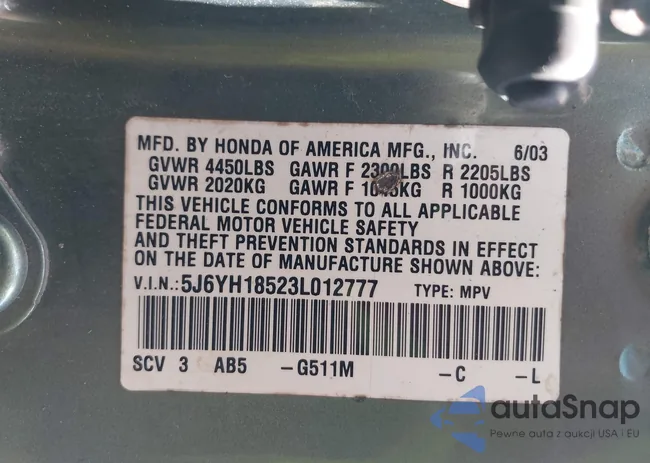 MFD. BY HONDA OF AMERICA MFG., INC. 6/03
GVWR 4450LBS GAWR F 2300LBS R 2205LBS
GVWR 2020KG GAWR F 1045KG R 1000KG
THIS VEHICLE CONFORMS TO ALL APPLICABLE
FEDERAL MOTOR VEHICLE SAFETY
AND THEFT PREVENTION STANDARDS IN EFFECT
ON THE DATE OF MANUFACTURE SHOWN ABOVE:
V.I.N.:5J6YH18523L012777 TYPE: MPV
SCV 3 AB5 -G511M -C -L
autaSnap
Pewne auta z aukcji USA i EU